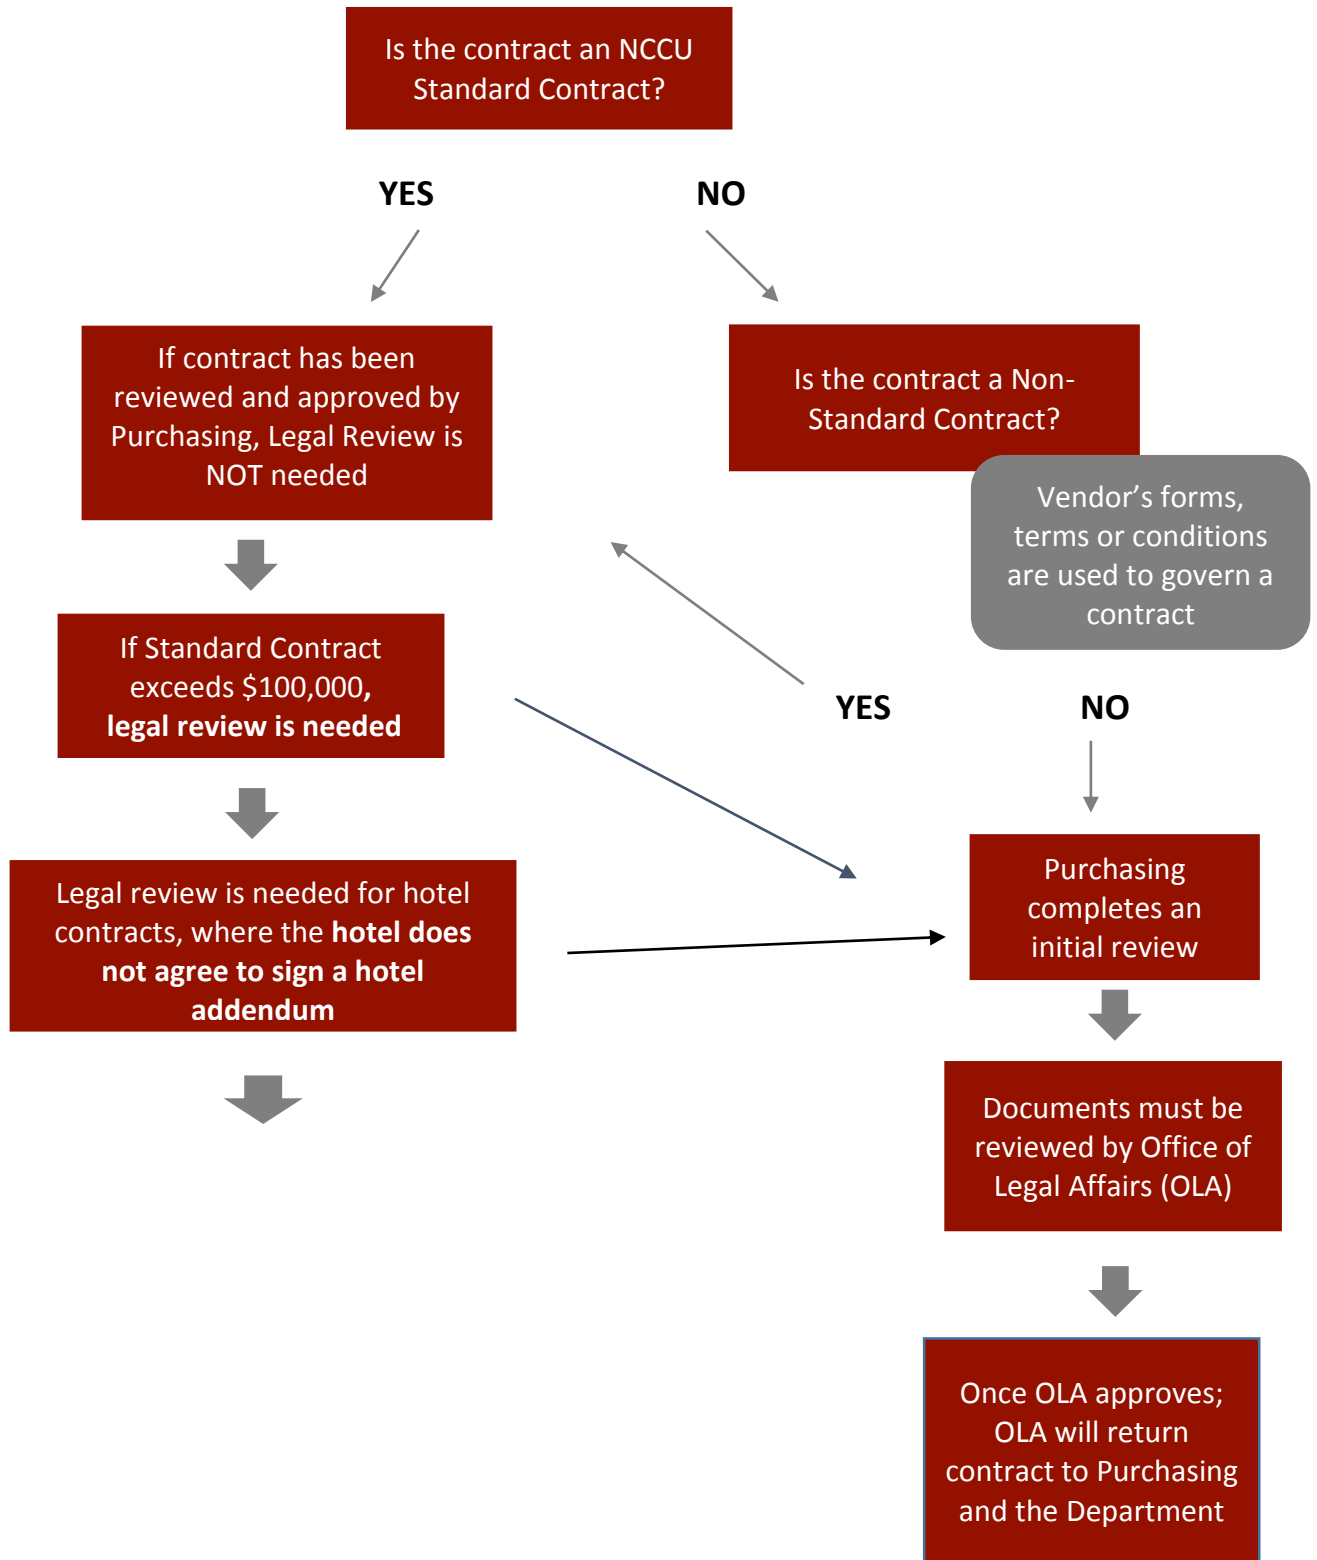 Is the contract an NCCU
Standard Contract?
YES
NO
If contract has been
reviewed and approved by
Purchasing, Legal Review is
NOT needed
Is the contract a Non-
Standard Contract?
Vendor’s forms,
terms or conditions
are used to govern a
contract
If Standard Contract
exceeds $100,000,
legal review is needed
YES
NO
Legal review is needed for hotel
contracts, where the hotel does
not agree to sign a hotel
addendum
Purchasing
completes an
initial review
Documents must be
reviewed by Office of
Legal Affairs (OLA)
Once OLA approves;
OLA will return
contract to Purchasing
and the Department